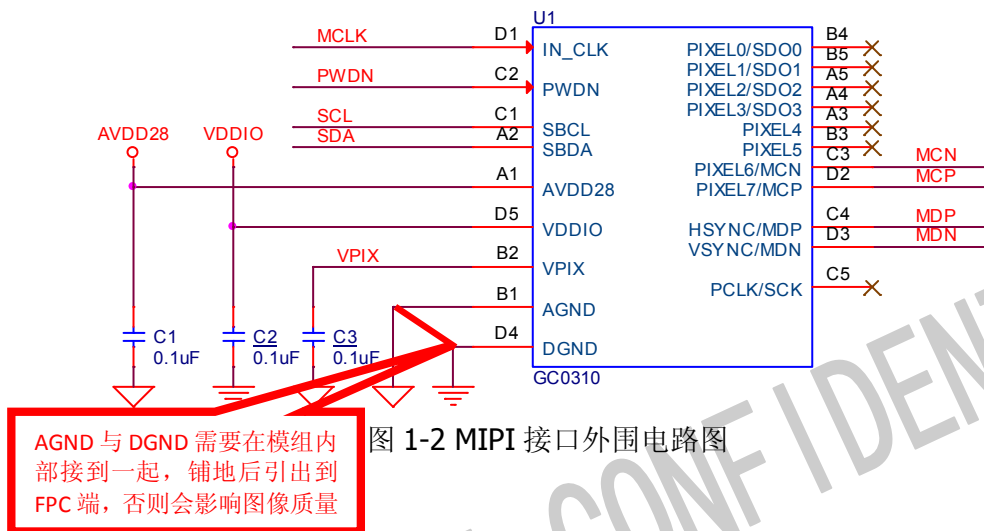 U1
MCLK D1 IN_CLK PIXEL0/SDO0 B4
PIXEL1/SDO1 B5
PWDN C2 PWDN PIXEL2/SDO2 A5
PIXEL3/SDO3 A4
SCL C1 SBCL PIXEL4 A3
SDA A2 SBDA PIXEL5 B3
AVDD28 VDDIO
PIXEL6/MCN C3 MCN
A1 AVDD28 PIXEL7/MCP D2 MCP
D5 VDDIO HSYNC/MDP C4 MDP
VSYNC/MDN D3 MDN
VPIX B2 VPIX
PCLK/SCK C5
B1 AGND
D4 DGND
C1 C2 C3
0.1uF 0.1uF 0.1uF
GC0310
AGND 与 DGND 需要在模组内
部接到一起，铺地后引出到
FPC 端，否则会影响图像质量
图 1-2 MIPI 接口外围电路图